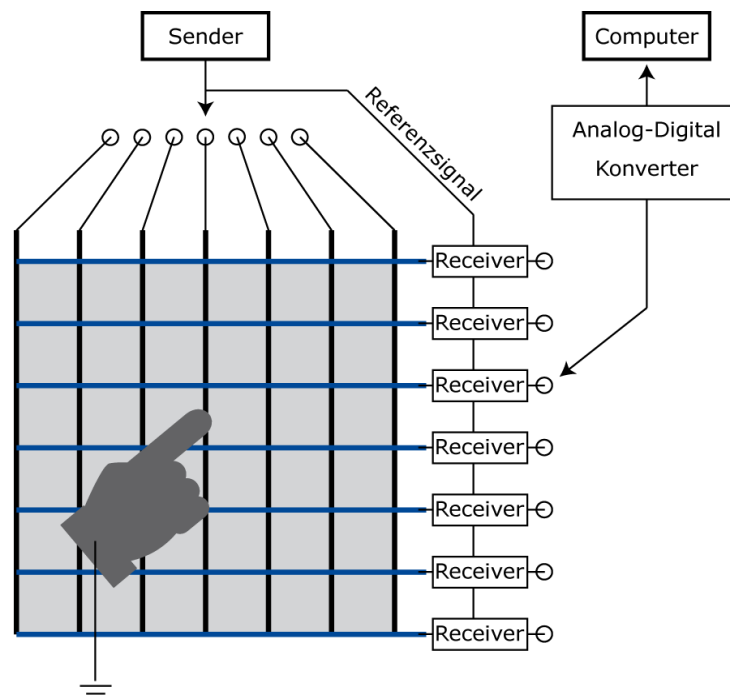 Sender
Computer
Referenzsignal
Analog-Digital
Konverter
Receiver
Receiver
Receiver
Receiver
Receiver
Receiver
Receiver